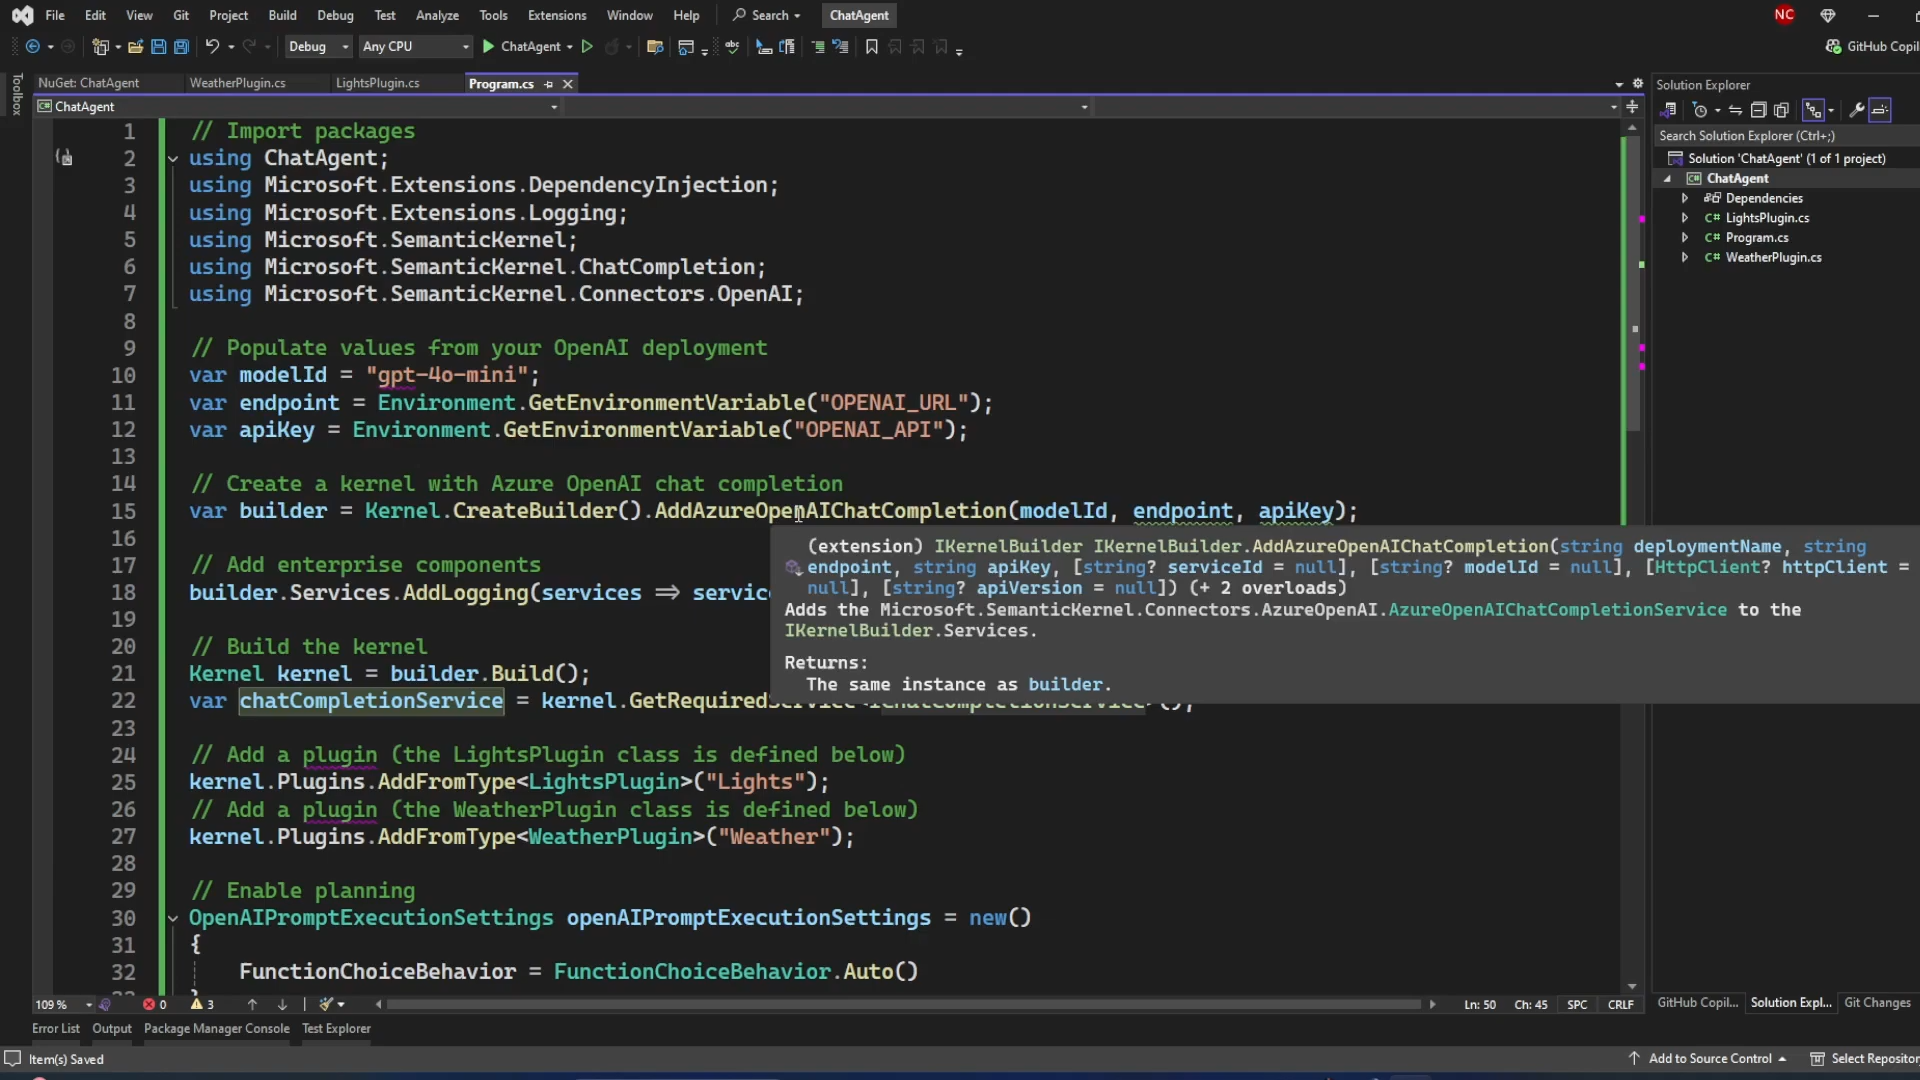 File Edit View Git Project Build Debug Test Analyze Tools Extensions Window Help Search ChatAgent NC
Debug Any CPU ChatAgent GitHub Copil
Toolbox
NuGet: ChatAgent WeatherPlugin.cs LightsPlugin.cs Program.cs
ChatAgent
1 // Import packages
2 using ChatAgent;
3 using Microsoft.Extensions.DependencyInjection;
4 using Microsoft.Extensions.Logging;
5 using Microsoft.SemanticKernel;
6 using Microsoft.SemanticKernel.ChatCompletion;
7 using Microsoft.SemanticKernel.Connectors.OpenAI;
8
9 // Populate values from your OpenAI deployment
10 var modelId = "gpt-4o-mini";
11 var endpoint = Environment.GetEnvironmentVariable("OPENAI_URL");
12 var apiKey = Environment.GetEnvironmentVariable("OPENAI_API");
13
14 // Create a kernel with Azure OpenAI chat completion
15 var builder = Kernel.CreateBuilder().AddAzureOpenAIChatCompletion(modelId, endpoint, apiKey);
16
17 // Add enterprise components
18 builder.Services.AddLogging(services => servic
19
20 // Build the kernel
21 Kernel kernel = builder.Build();
22 var chatCompletionService = kernel.GetRequiredService<IChatCompletionService>();
23
24 // Add a plugin (the LightsPlugin class is defined below)
25 kernel.Plugins.AddFromType<LightsPlugin>("Lights");
26 // Add a plugin (the WeatherPlugin class is defined below)
27 kernel.Plugins.AddFromType<WeatherPlugin>("Weather");
28
29 // Enable planning
30 OpenAIPromptExecutionSettings openAIPromptExecutionSettings = new()
31 {
32 FunctionChoiceBehavior = FunctionChoiceBehavior.Auto()
(extension) IKernelBuilder IKernelBuilder.AddAzureOpenAIChatCompletion(string deploymentName, string
endpoint, string apiKey, [string? serviceId = null], [string? modelId = null], [HttpClient? httpClient =
null], [string? apiVersion = null]) (+ 2 overloads)
Adds the Microsoft.SemanticKernel.Connectors.AzureOpenAI.AzureOpenAIChatCompletionService to the
IKernelBuilder.Services.
Returns:
The same instance as builder.
Solution Explorer
Search Solution Explorer (Ctrl+;)
Solution 'ChatAgent' (1 of 1 project)
ChatAgent
Dependencies
C# LightsPlugin.cs
C# Program.cs
C# WeatherPlugin.cs
109 % 0 3 Ln: 50 Ch: 45 SPC CRLF
GitHub Copil... Solution Expl... Git Changes
Error List Output Package Manager Console Test Explorer
Item(s) Saved Add to Source Control Select Repositor